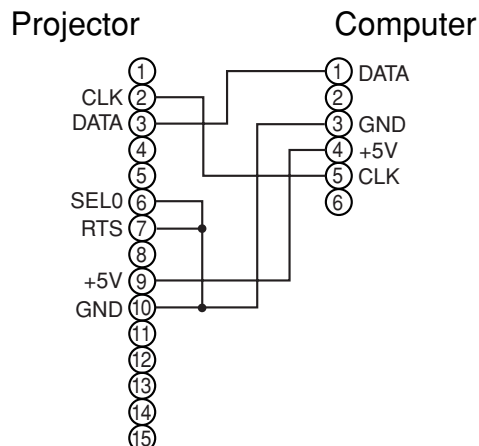 Projector Computer
1 1 DATA
CLK 2 2
DATA 3 3 GND
4 4 +5V
5 5 CLK
SEL0 6 6
RTS 7
8
+5V 9
GND 10
11
12
13
14
15